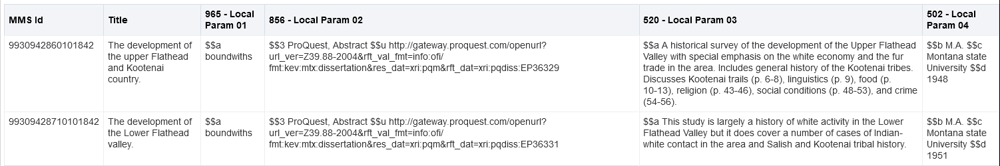 MMS Id
Title
965 - Local
Param 01
856 - Local Param 02
520 - Local Param 03
502 - Local
Param 04
9930942860101842
The development of
the upper Flathead
and Kootenai
country.
$$a
boundwiths
$$3 ProQuest, Abstract $$u http://gateway.proquest.com/openurl?
url_ver=Z39.88-2004&rft_val_fmt=info:ofi/
fmt:kev:mtx:dissertation&res_dat=xri:pqm&rft_dat=xri:pqdiss:EP36329
$$a A historical survey of the development of the Upper Flathead
Valley with special emphasis on the white economy and the fur
trade in the area. Includes general history of the Kootenai tribes.
Discusses Kootenai trails (p. 6-8), linguistics (p. 9), food (p.
10-13), religion (p. 43-46), social conditions (p. 48-53), and crime
(54-56).
$$b M.A. $$c
Montana state
University $$d
1948
99309428710101842
The development of
the Lower Flathead
valley.
$$a
boundwiths
$$3 ProQuest, Abstract $$u http://gateway.proquest.com/openurl?
url_ver=Z39.88-2004&rft_val_fmt=info:ofi/
fmt:kev:mtx:dissertation&res_dat=xri:pqm&rft_dat=xri:pqdiss:EP36331
$$a This study is largely a history of white activity in the Lower
Flathead Valley but it does cover a number of cases of Indian-
white contact in the area and Salish and Kootenai tribal history.
$$b M.A. $$c
Montana state
University $$d
1951